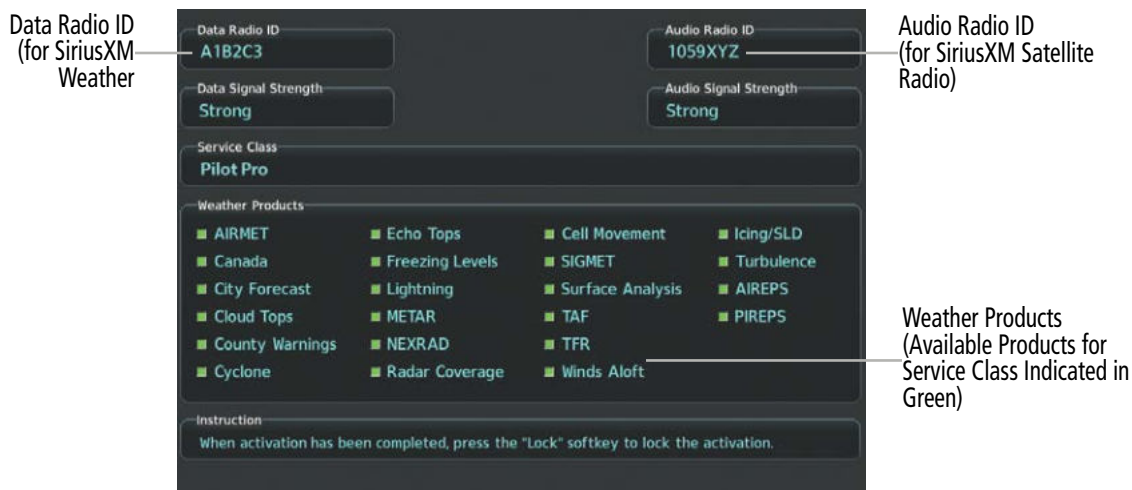 Data Radio ID
(for SiriusXM
Weather
Data Radio ID
A1B2C3
Audio Radio ID
1059XYZ
Audio Radio ID
(for SiriusXM Satellite
Radio)
Data Signal Strength
Strong
Audio Signal Strength
Strong
Service Class
Pilot Pro
Weather Products
AIRMET
Echo Tops
Cell Movement
Icing/SLD
Canada
Freezing Levels
SIGMET
Turbulence
City Forecast
Lightning
Surface Analysis
AIREPS
Cloud Tops
METAR
TAF
PIREPS
County Warnings
NEXRAD
TFR
Cyclone
Radar Coverage
Winds Aloft
Weather Products
(Available Products for
Service Class Indicated in
Green)
Instruction
When activation has been completed, press the "Lock" softkey to lock the activation.